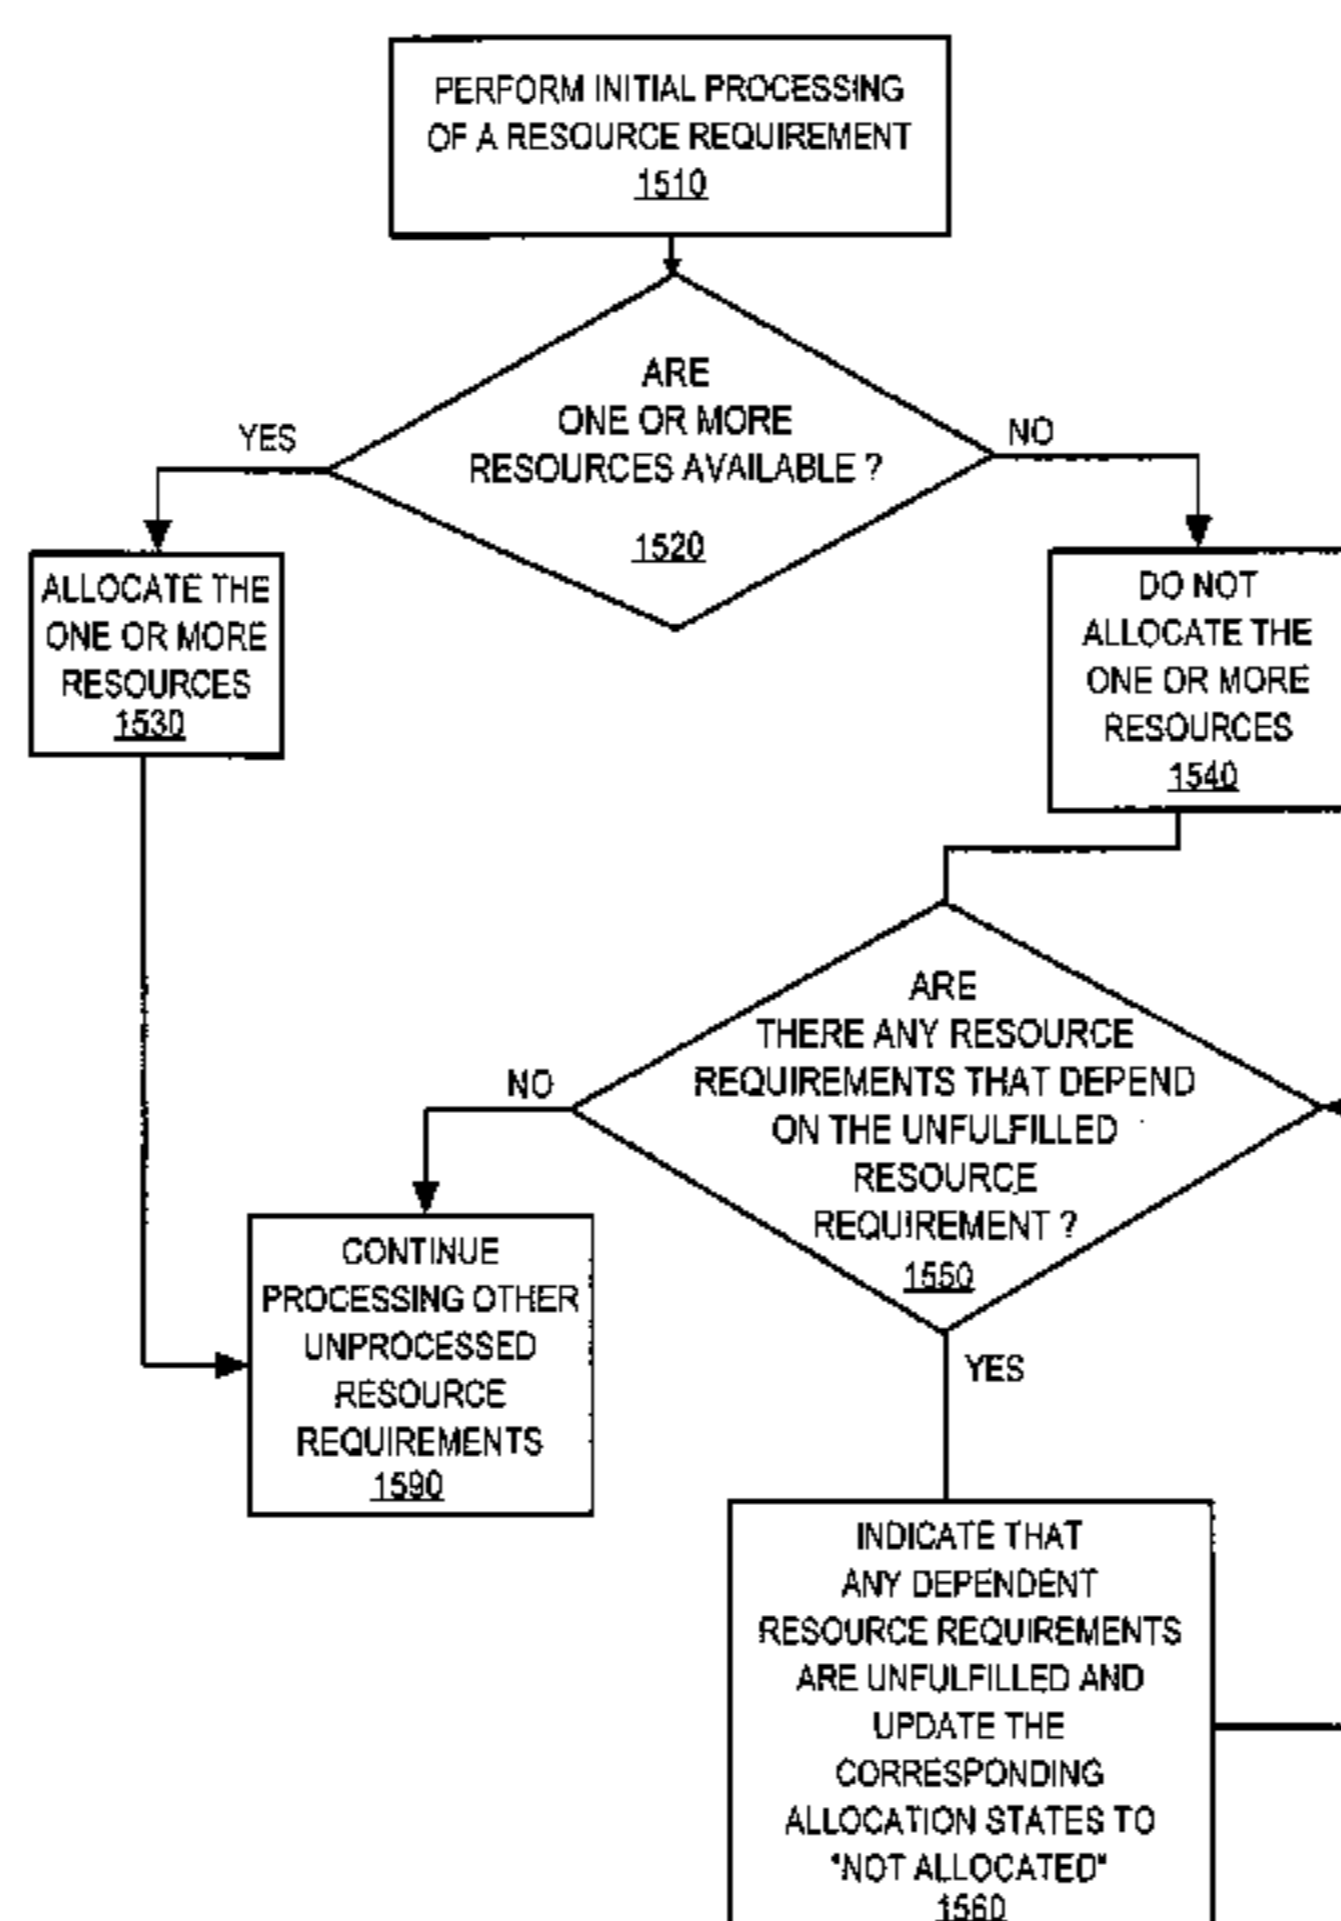 PERFORM INITIAL PROCESSING
OF A RESOURCE REQUIREMENT
1510
ARE
ONE OR MORE
RESOURCES AVAILABLE ?
1520
YES
NO
ALLOCATE THE
ONE OR MORE
RESOURCES
1530
DO NOT
ALLOCATE THE
ONE OR MORE
RESOURCES
1540
ARE
THERE ANY RESOURCE
REQUIREMENTS THAT DEPEND
ON THE UNFULFILLED
RESOURCE
REQUIREMENT ?
1550
NO
YES
CONTINUE
PROCESSING OTHER
UNPROCESSED
RESOURCE
REQUIREMENTS
1590
INDICATE THAT
ANY DEPENDENT
RESOURCE REQUIREMENTS
ARE UNFULFILLED AND
UPDATE THE
CORRESPONDING
ALLOCATION STATES TO
"NOT ALLOCATED"
1560